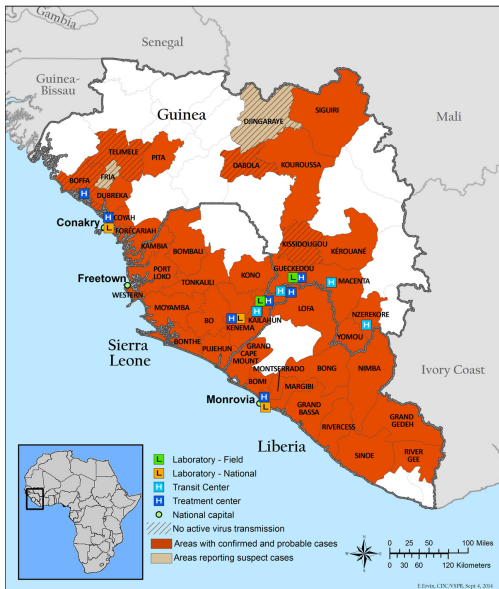 Gambia
Senegal
Guinea-
Bissau
Mali
Guinea
SIGUIRI
DJINGARAYE
TELIMELE
PITA
DABOLA
KOUROUSSA
FRIA
BOFFA
DUBREKA
COYAH
Conakry
FORÉCARIAH
KISSIDOUGOU
KÉROUANÉ
KAMBIA
BOMBALI
GUECKEDOU
KONO
MACENTA
Freetown
PORT
LOKO
TONKALILI
WESTERN
MOYAMBA
KAILAHUN
LOFA
NZEREKORE
BO
KENEMA
YOMOU
Sierra
Leone
BONTHE
PUJEHUN
GRAND
CAPE
MOUNT
MONTSERRADO
BONG
NIMBA
Ivory Coast
BOMI
MARGIBI
Monrovia
GRAND
BASSA
GRAND
GEDEH
RIVERCESS
Liberia
SINOE
RIVER
GEE
H
H
L
L
H
H
H
H
L
H
H
L
H
H
H
L
L Laboratory - Field
L Laboratory - National
H Transit Center
H Treatment center
National capital
No active virus transmission
Areas with confirmed and probable cases
Areas reporting suspect cases
N
0 25 50 100 Miles
0 30 60 120 Kilometers
E.Ervin, CDC/VSPB, Sept 4, 2014